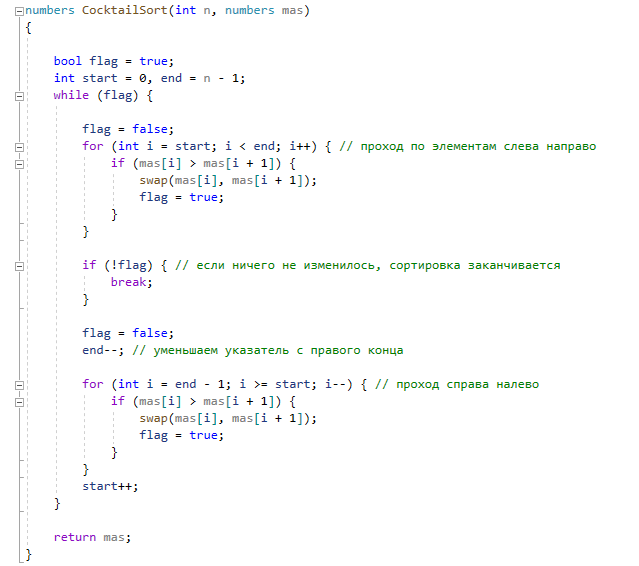 numbers CocktailSort(int n, numbers mas)
{
bool flag = true;
int start = 0, end = n - 1;
while (flag) {
flag = false;
for (int i = start; i < end; i++) { // проход по элементам слева направо
if (mas[i] > mas[i + 1]) {
swap(mas[i], mas[i + 1]);
flag = true;
}
}
if (!flag) { // если ничего не изменилось, сортировка заканчивается
break;
}
flag = false;
end--; // уменьшаем указатель с правого конца
for (int i = end - 1; i >= start; i--) { // проход справа налево
if (mas[i] > mas[i + 1]) {
swap(mas[i], mas[i + 1]);
flag = true;
}
}
start++;
}
return mas;
}